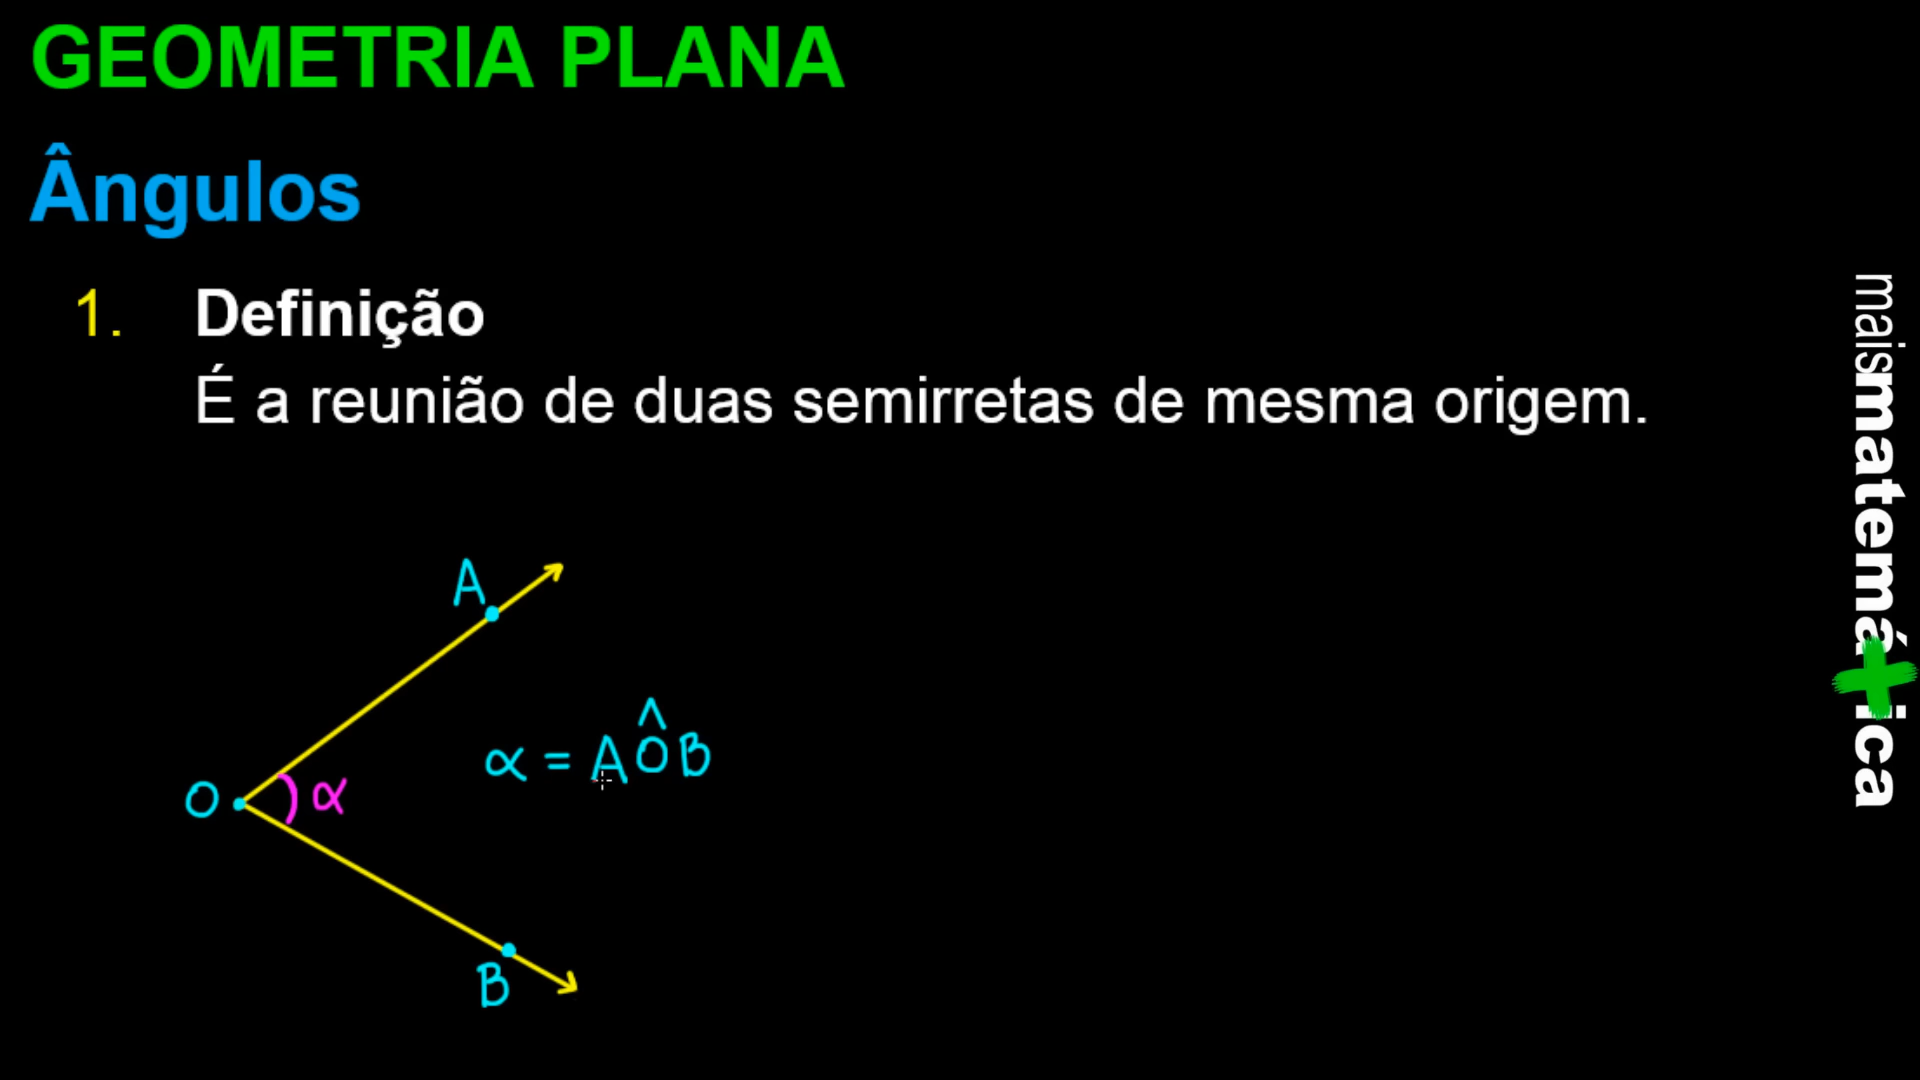 GEOMETRIA PLANA
Ângulos
1. Definição
É a reunião de duas semirretas de mesma origem.
A
α = AÔB
O α
B
maismatemática